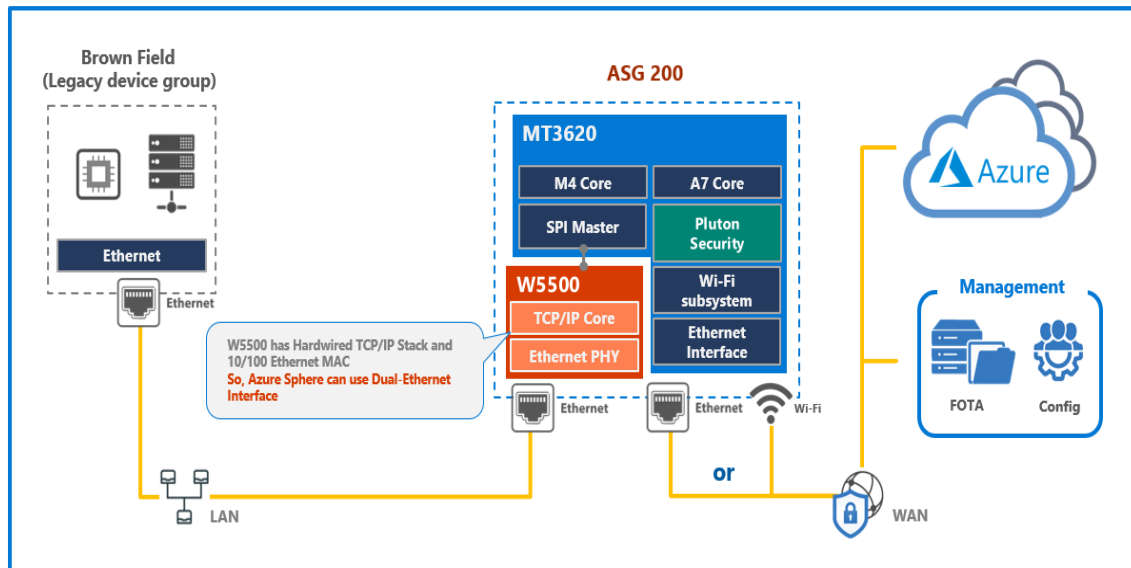 Brown Field
(Legacy device group)
Ethernet
Ethernet
ASG 200
MT3620
M4 Core
A7 Core
SPI Master
Pluton
Security
W5500
TCP/IP Core
Ethernet PHY
Wi-Fi
subsystem
Ethernet
Interface
W5500 has Hardwired TCP/IP Stack and
10/100 Ethernet MAC
So, Azure Sphere can use Dual-Ethernet
Interface
Ethernet
Ethernet
Wi-Fi
or
LAN
WAN
Azure
Management
FOTA
Config